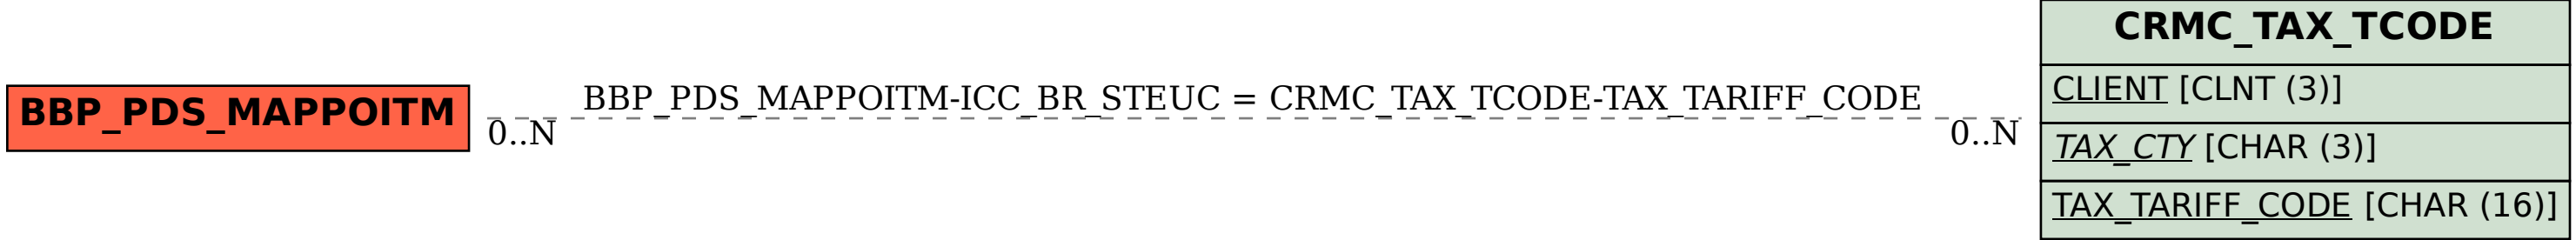 BBP_PDS_MAPPOITM
0..N
BBP_PDS_MAPPOITM-ICC_BR_STEUC = CRMC_TAX_TCODE-TAX_TARIFF_CODE
0..N
CRMC_TAX_TCODE
CLIENT [CLNT (3)]
TAX_CTY [CHAR (3)]
TAX_TARIFF_CODE [CHAR (16)]